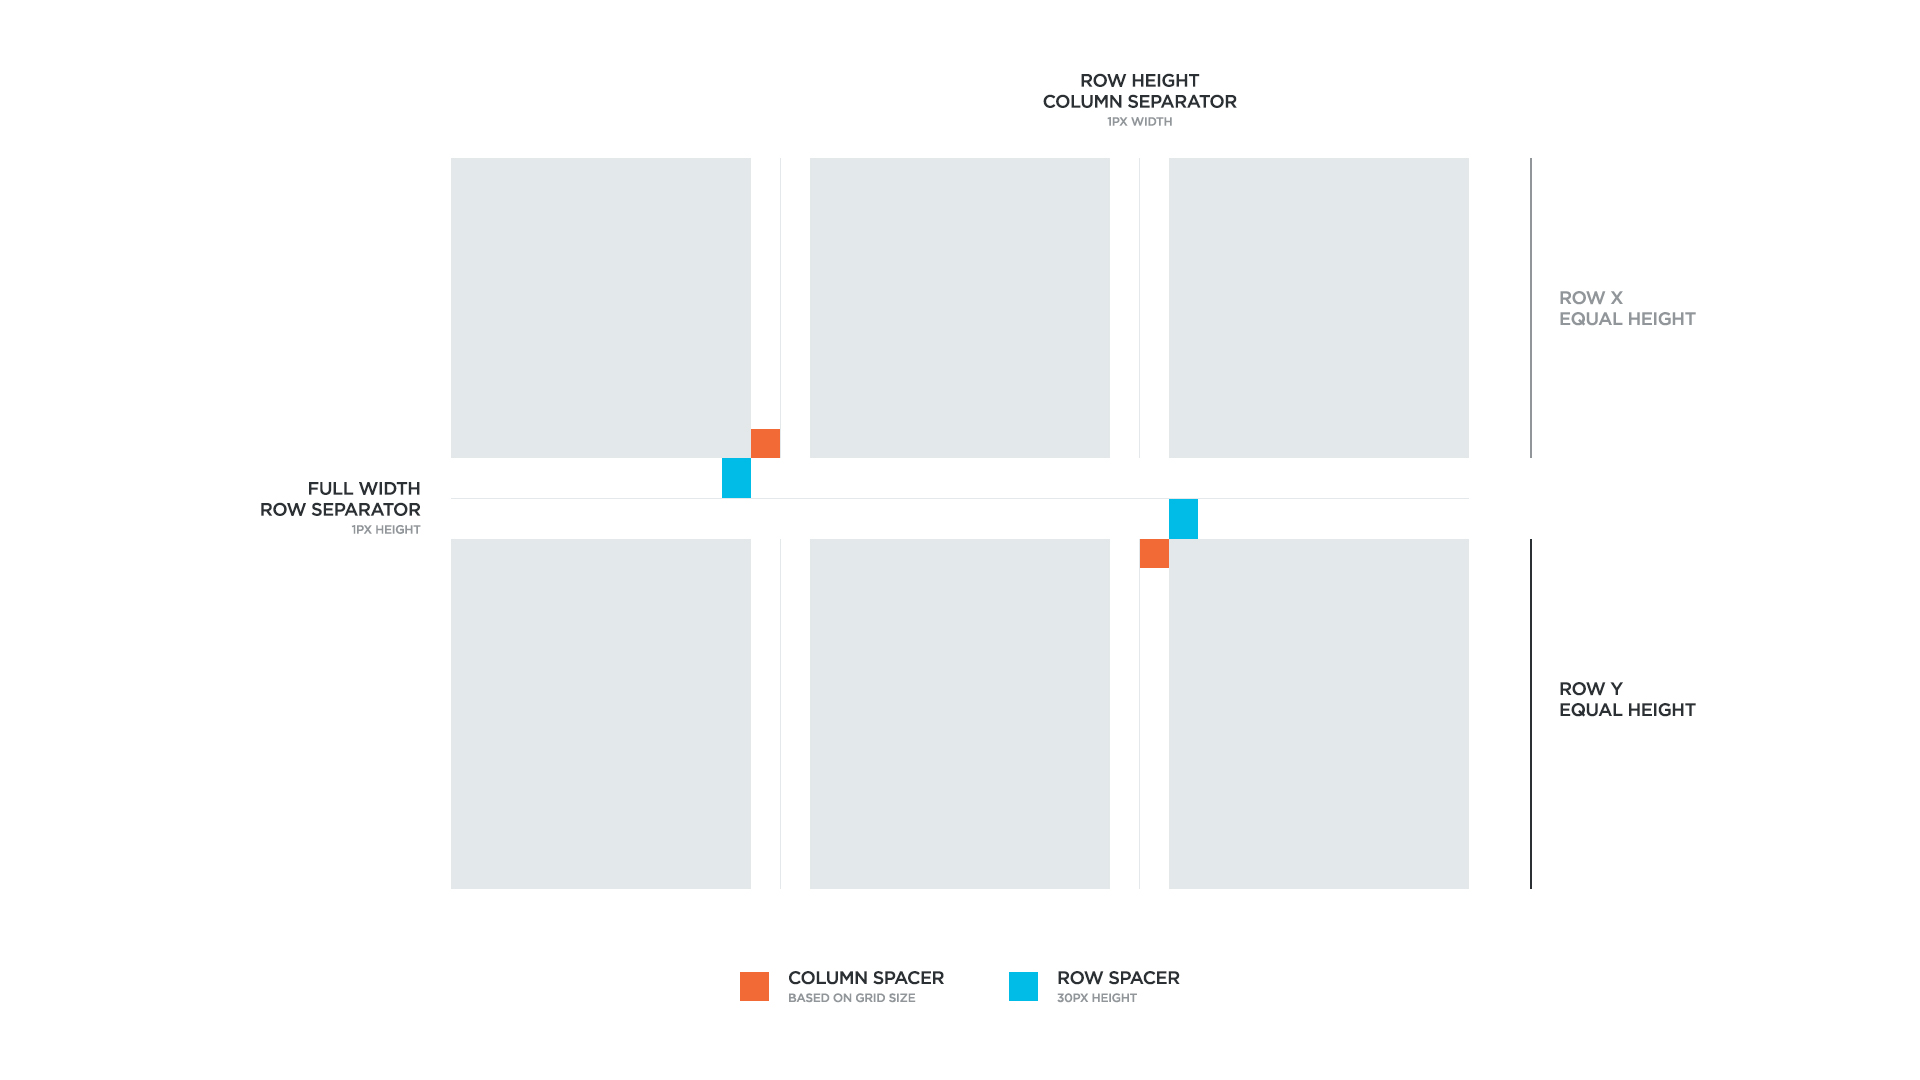 ROW HEIGHT
COLUMN SEPARATOR
1PX WIDTH
ROW X
EQUAL HEIGHT
FULL WIDTH
ROW SEPARATOR
1PX HEIGHT
ROW Y
EQUAL HEIGHT
COLUMN SPACER
BASED ON GRID SIZE
ROW SPACER
30PX HEIGHT